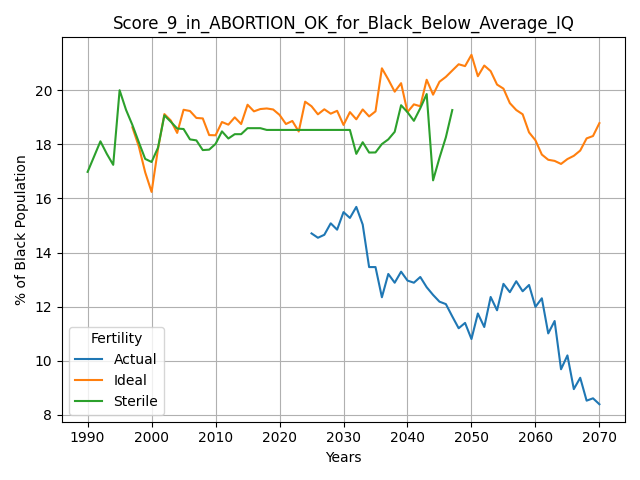 Score_9_in_ABORTION_OK_for_Black_Below_Average_IQ
% of Black Population
20
18
16
14
12
10
8
Fertility
Actual
Ideal
Sterile
1990 2000 2010 2020 2030 2040 2050 2060 2070
Years